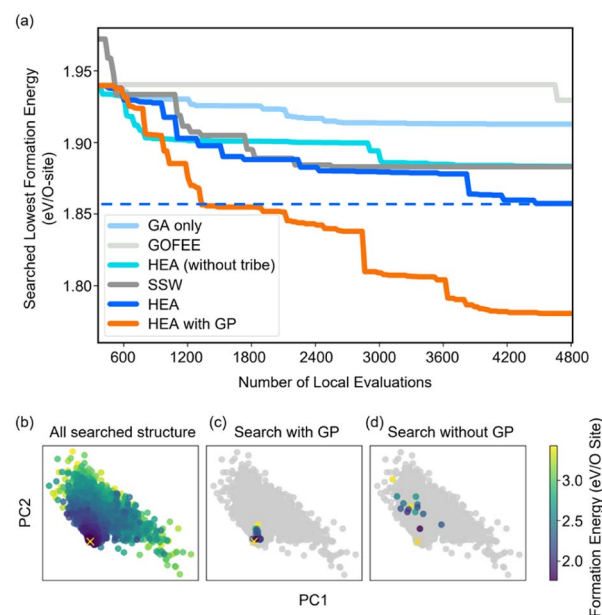 (a)
Searched Lowest Formation Energy
(eV/O-site)
1.95
1.90
1.85
1.80
GA only
GOFEE
HEA (without tribe)
SSW
HEA
HEA with GP
600 1200 1800 2400 3000 3600 4200 4800
Number of Local Evaluations
(b) (c) (d)
All searched structure Search with GP Search without GP
PC2
PC1
3.0
2.5
2.0
Formation Energy (eV/O Site)